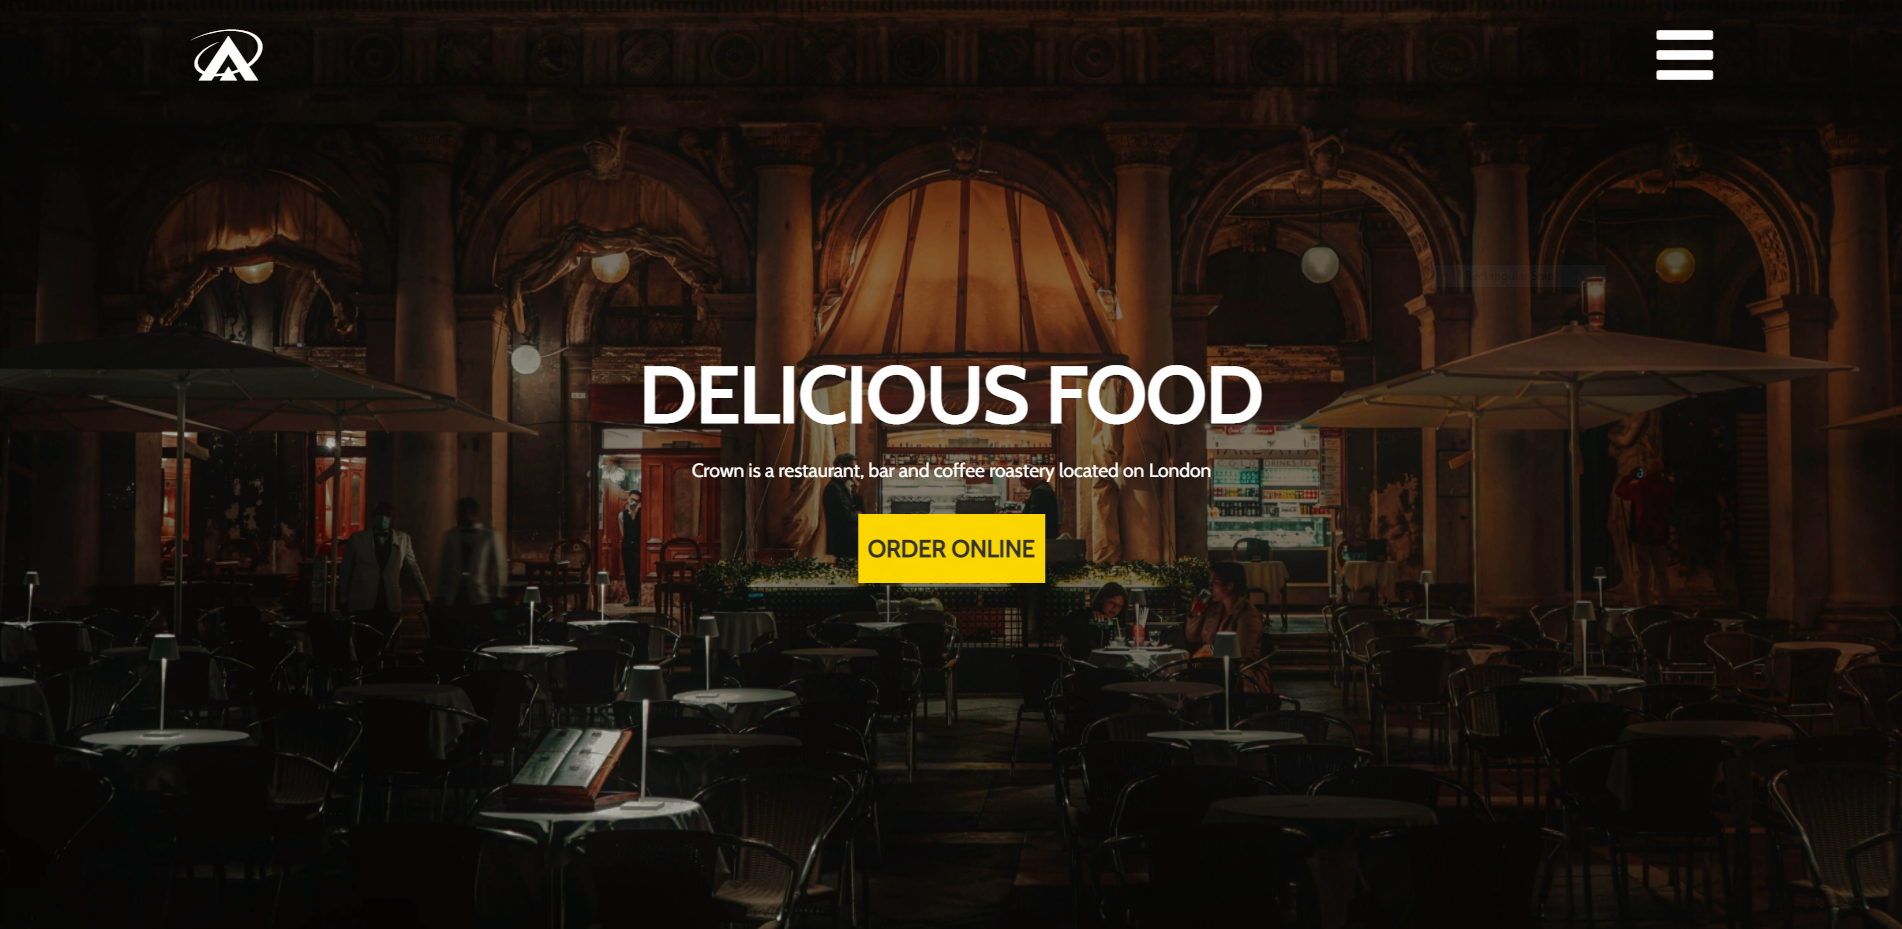 DELICIOUS FOOD
Crown is a restaurant, bar and coffee roastery located on London
ORDER ONLINE